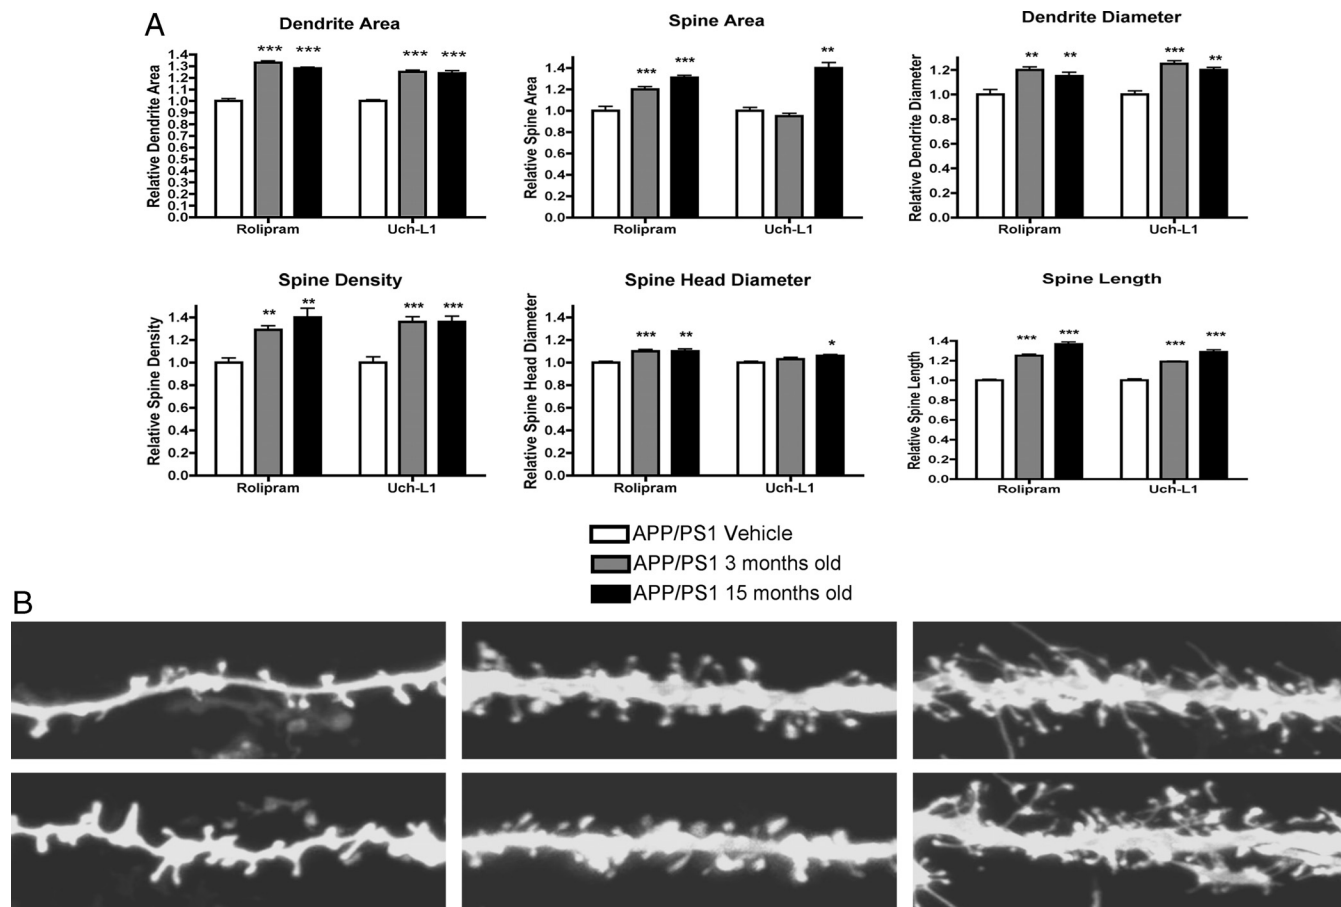 A
Dendrite Area
Relative Dendrite Area
1.4
1.3
1.2
1.1
1.0
0.9
0.8
0.7
0.6
0.5
0.4
0.3
0.2
0.1
0.0
*** ***
*** ***
Rolipram Uch-L1
Spine Area
Relative Spine Area
1.4
1.2
1.0
0.8
0.6
0.4
0.2
0.0
*** ***
**
Rolipram Uch-L1
Dendrite Diameter
Relative Dendrite Diameter
1.2
1.0
0.8
0.6
0.4
0.2
0.0
** **
*** **
Rolipram Uch-L1
Spine Density
Relative Spine Density
1.4
1.2
1.0
0.8
0.6
0.4
0.2
0.0
** **
*** ***
Rolipram Uch-L1
Spine Head Diameter
Relative Spine Head Diameter
1.4
1.2
1.0
0.8
0.6
0.4
0.2
0.0
*** **
*
Rolipram Uch-L1
Spine Length
Relative Spine Length
1.4
1.2
1.0
0.8
0.6
0.4
0.2
0.0
*** ***
*** ***
Rolipram Uch-L1
APP/PS1 Vehicle
APP/PS1 3 months old
APP/PS1 15 months old
B